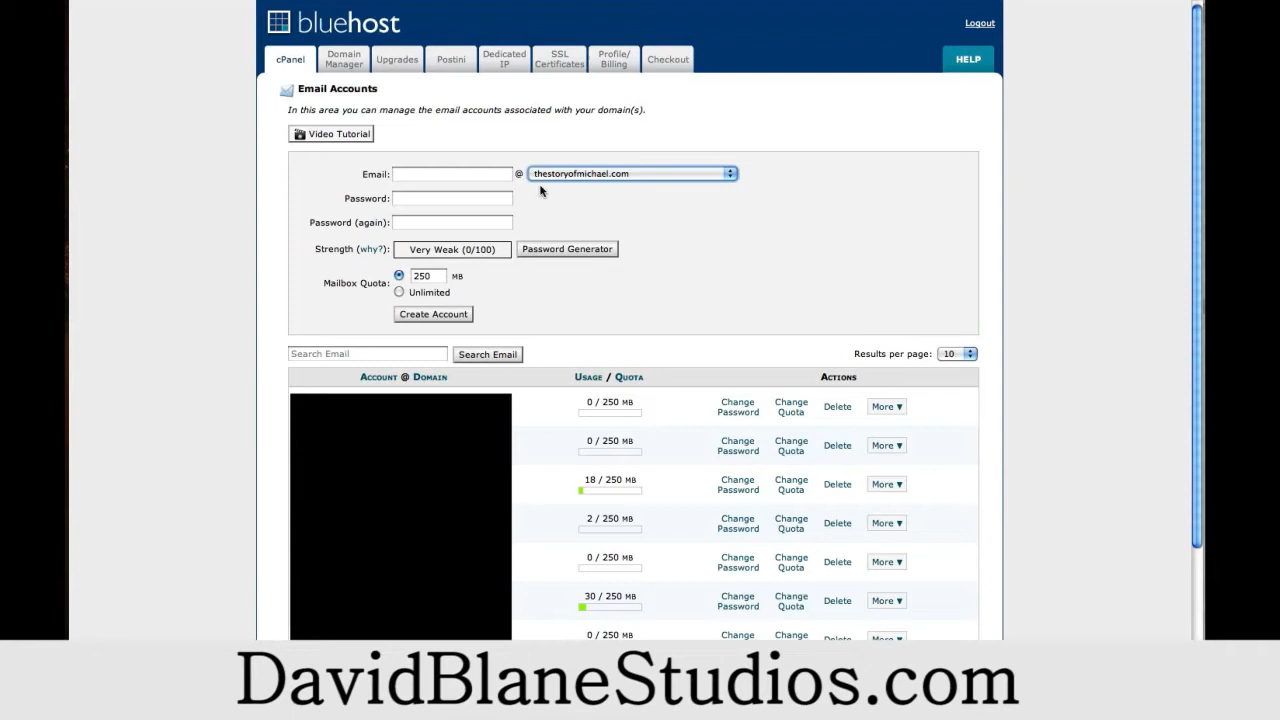 bluehost
Logout
cPanel
Domain Manager
Upgrades
Postini
Dedicated IP
SSL Certificates
Profile/ Billing
Checkout
HELP
Email Accounts
In this area you can manage the email accounts associated with your domain(s).
Video Tutorial
Email: @ thestoryofmichael.com
Password:
Password (again):
Strength (why?): Very Weak (0/100) Password Generator
Mailbox Quota: 250 MB
Unlimited
Create Account
Search Email Search Email Results per page: 10
ACCOUNT @ DOMAIN USAGE / QUOTA ACTIONS
0 / 250 MB Change Password Change Quota Delete More ▼
0 / 250 MB Change Password Change Quota Delete More ▼
18 / 250 MB Change Password Change Quota Delete More ▼
2 / 250 MB Change Password Change Quota Delete More ▼
0 / 250 MB Change Password Change Quota Delete More ▼
30 / 250 MB Change Password Change Quota Delete More ▼
0 / 250 MB Change Change More ▼
DavidBlaneStudios.com